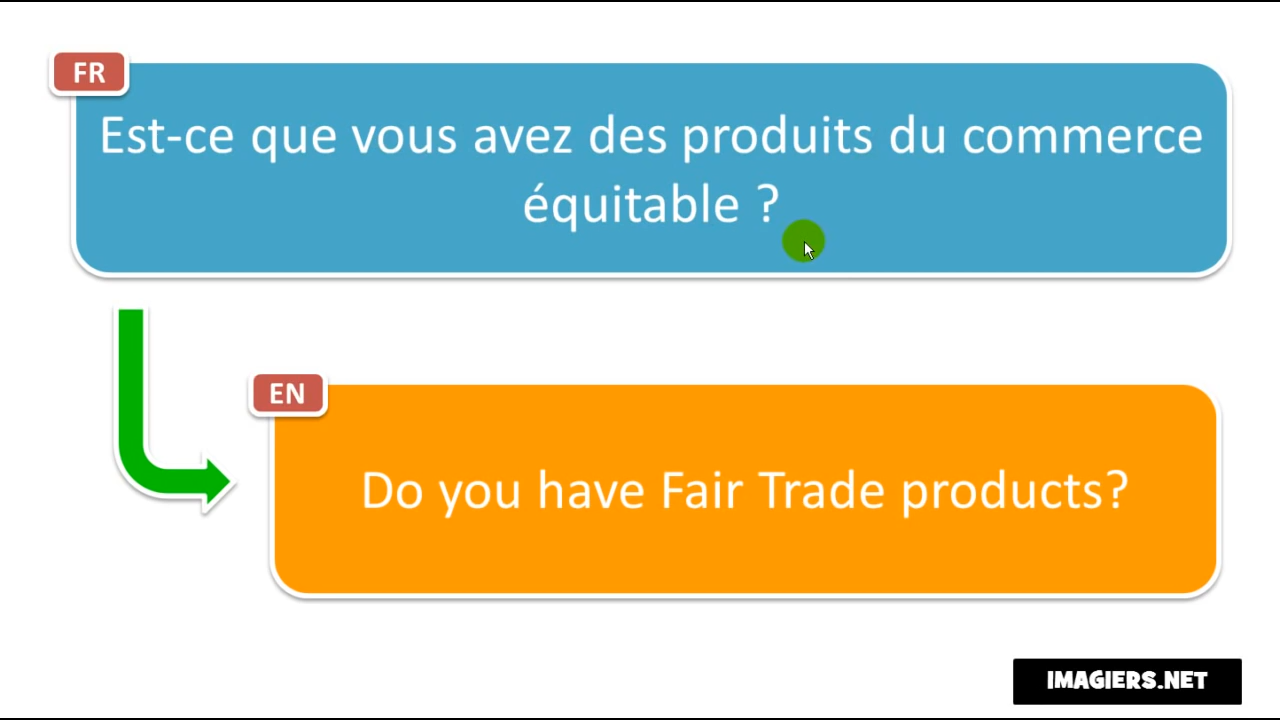 FR
Est-ce que vous avez des produits du commerce
équitable ?
EN
Do you have Fair Trade products?
IMAGIERS.NET